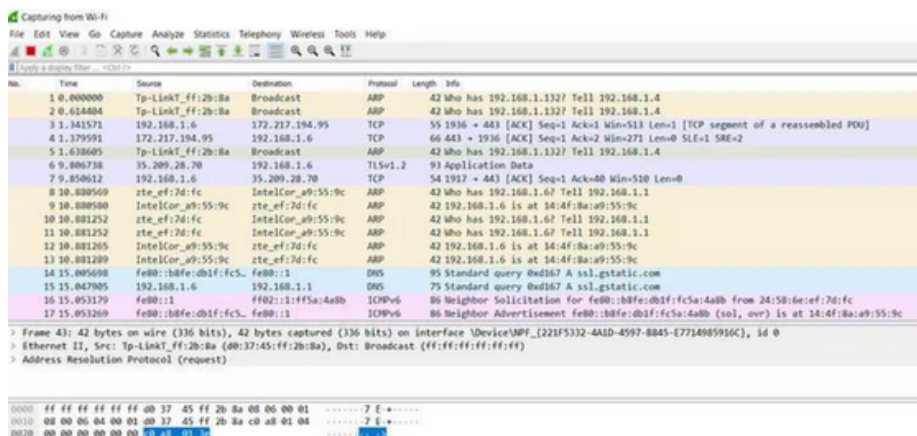 Capturing from Wi-Fi
File Edit View Go Capture Analyze Statistics Telephony Wireless Tools Help
Apply a display filter ... <Ctrl-/>
No. Time Source Destination Protocol Length Info
1 0.000000 Tp-LinkT_ff:2b:8a Broadcast ARP 42 Who has 192.168.1.132? Tell 192.168.1.4
2 0.614404 Tp-LinkT_ff:2b:8a Broadcast ARP 42 Who has 192.168.1.132? Tell 192.168.1.4
3 1.341571 192.168.1.6 172.217.194.95 TCP 55 1936 → 443 [ACK] Seq=1 Ack=1 Win=513 Len=1 [TCP segment of a reassembled PDU]
4 1.379591 172.217.194.95 192.168.1.6 TCP 66 443 → 1936 [ACK] Seq=1 Ack=2 Win=271 Len=0 SLE=1 SRE=2
5 1.638605 Tp-LinkT_ff:2b:8a Broadcast ARP 42 Who has 192.168.1.132? Tell 192.168.1.4
6 9.806738 35.209.28.70 192.168.1.6 TLSv1.2 93 Application Data
7 9.850612 192.168.1.6 35.209.28.70 TCP 54 1917 → 443 [ACK] Seq=1 Ack=40 Win=510 Len=0
8 10.880569 zte_ef:7d:fc IntelCor_a9:55:9c ARP 42 Who has 192.168.1.6? Tell 192.168.1.1
9 10.880580 zte_ef:7d:fc IntelCor_a9:55:9c ARP 42 192.168.1.6 is at 14:4f:8a:a9:55:9c
10 10.881252 zte_ef:7d:fc IntelCor_a9:55:9c ARP 42 Who has 192.168.1.6? Tell 192.168.1.1
11 10.881252 zte_ef:7d:fc IntelCor_a9:55:9c ARP 42 Who has 192.168.1.6? Tell 192.168.1.1
12 10.881265 IntelCor_a9:55:9c zte_ef:7d:fc ARP 42 192.168.1.6 is at 14:4f:8a:a9:55:9c
13 10.881289 IntelCor_a9:55:9c zte_ef:7d:fc ARP 42 192.168.1.6 is at 14:4f:8a:a9:55:9c
14 15.005698 fe80::b8fe:db1f:fc5… fe80::1 DNS 95 Standard query 0xd167 A ssl.gstatic.com
15 15.047905 192.168.1.6 192.168.1.1 DNS 75 Standard query 0xd167 A ssl.gstatic.com
16 15.053179 fe80::1 ff02::1:ff5a:4a8b ICMPv6 86 Neighbor Solicitation for fe80::b8fe:db1f:fc5a:4a8b from 24:58:6e:ef:7d:fc
17 15.053269 fe80::b8fe:db1f:fc5… fe80::1 ICMPv6 86 Neighbor Advertisement fe80::b8fe:db1f:fc5a:4a8b (sol, ovr) is at 14:4f:8a:a9:55:9c
> Frame 43: 42 bytes on wire (336 bits), 42 bytes captured (336 bits) on interface \Device\NPF_{221F5332-4A1D-4597-8845-E7714985916C}, id 0
> Ethernet II, Src: Tp-LinkT_ff:2b:8a (d0:37:45:ff:2b:8a), Dst: Broadcast (ff:ff:ff:ff:ff:ff)
> Address Resolution Protocol (request)
0000 ff ff ff ff ff ff d0 37 45 ff 2b 8a 08 06 00 01 ·······7 E·+·····
0010 08 00 06 04 00 01 d0 37 45 ff 2b 8a c0 a8 01 04 ·······7 E·+·····
0020 00 00 00 00 00 00 c0 a8 01